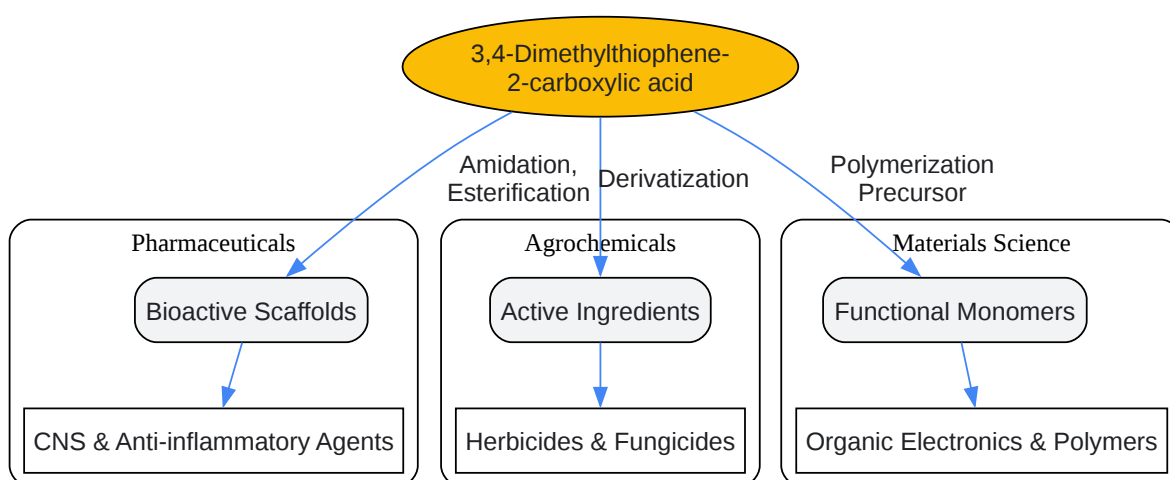 3,4-Dimethylthiophene-
2-carboxylic acid
Amidation,
Esterification
Derivatization
Polymerization
Precursor
Pharmaceuticals
Agrochemicals
Materials Science
Bioactive Scaffolds
Active Ingredients
Functional Monomers
CNS & Anti-inflammatory Agents
Herbicides & Fungicides
Organic Electronics & Polymers